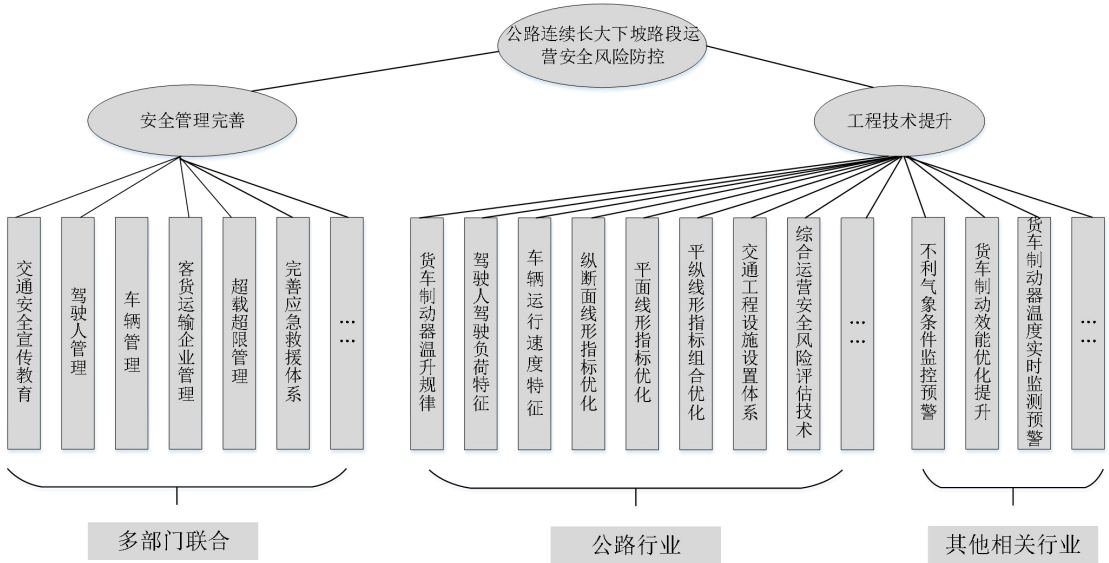 公路连续长大下坡路段运
营安全风险防控
安全管理完善
工程技术提升
交通安全宣传教育
驾驶人管理
车辆管理
客货运输企业管理
超载超限管理
完善应急救援体系
……
货车制动器温升规律
驾驶人驾驶负荷特征
车辆运行速度特征
纵断面线形指标优化
平面线形指标优化
平纵线形指标组合优化
交通工程设施设置体系
综合运营安全风险评估技术
……
不利气象条件监控预警
货车制动效能优化提升
货车制动器温度实时监测预警
……
多部门联合
公路行业
其他相关行业